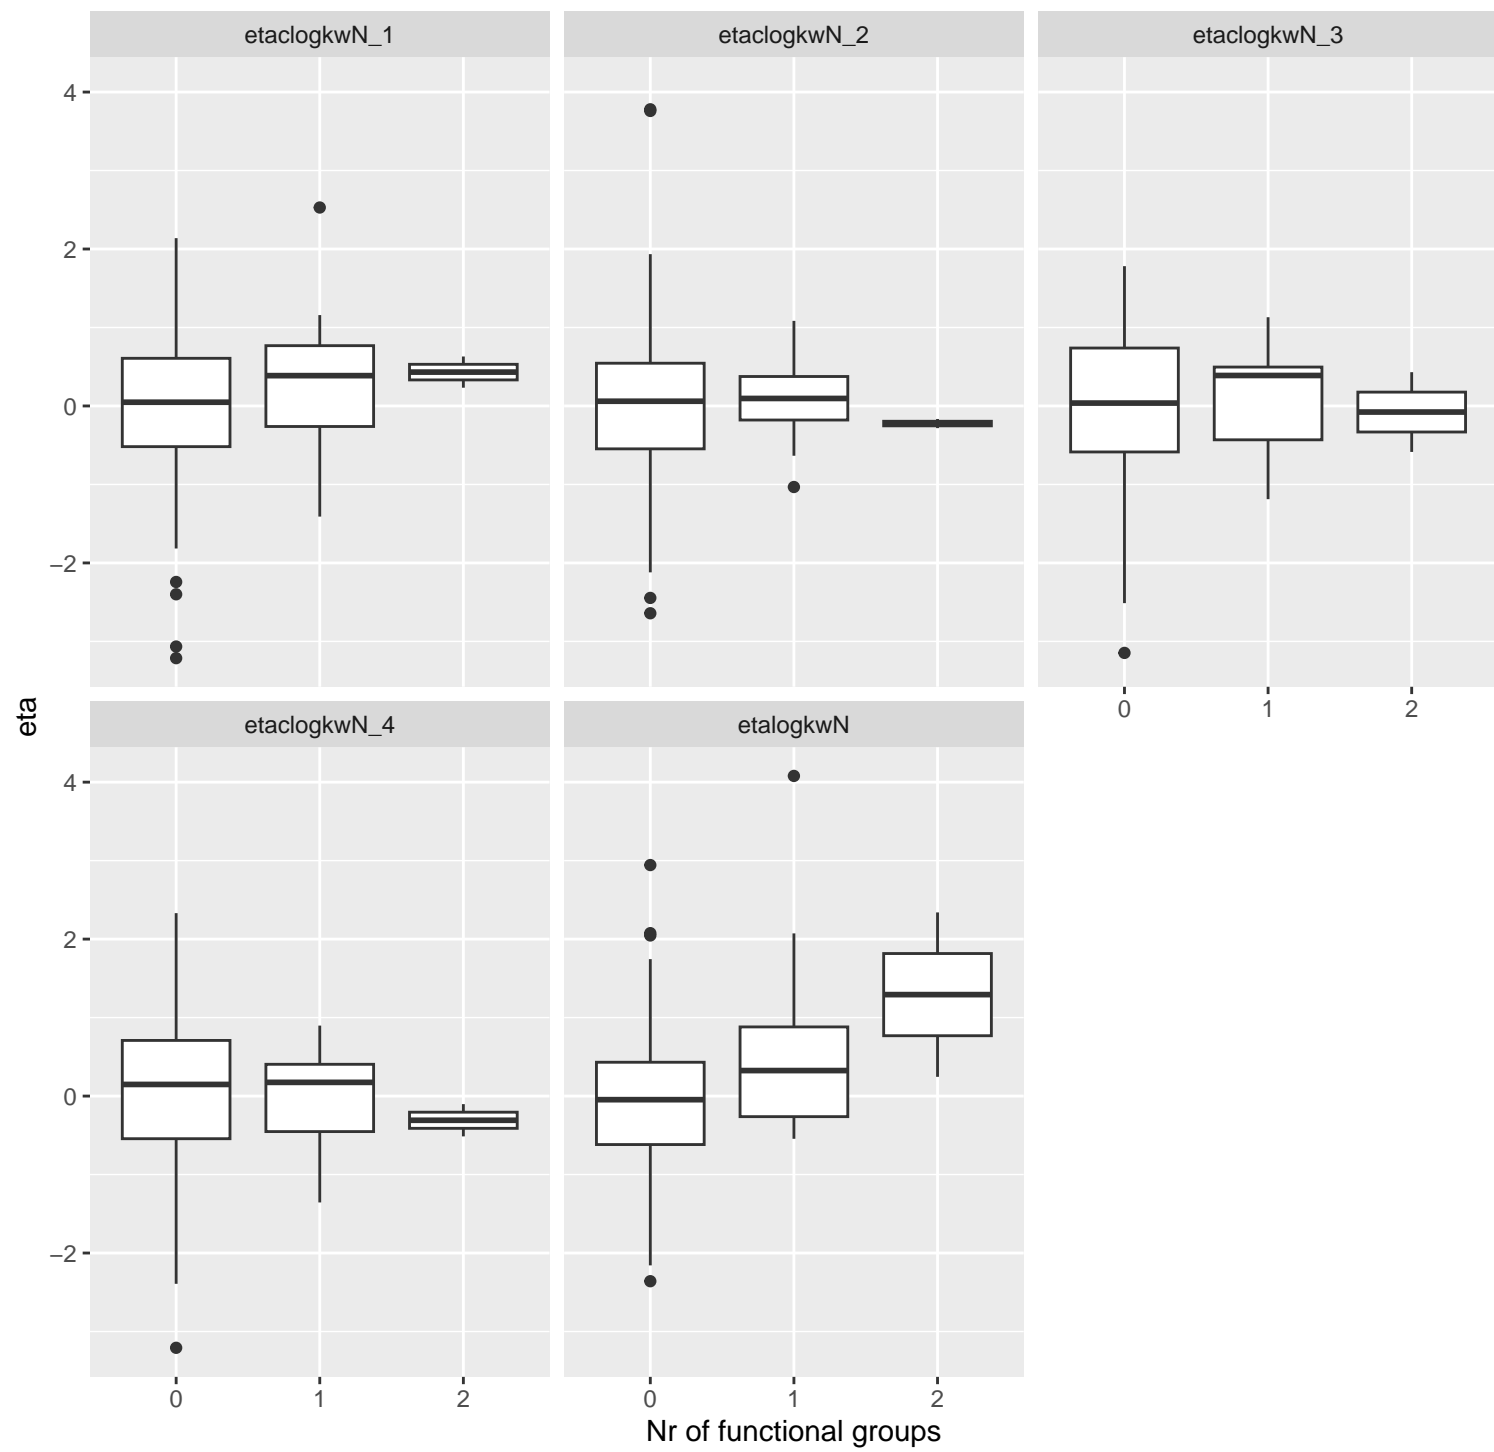 etaclogkwN_1 etaclogkwN_2 etaclogkwN_3
4
2
0
−2
0 1 2
eta
etaclogkwN_4 etalogkwN
4
2
0
−2
0 1 2 0 1 2
Nr of functional groups